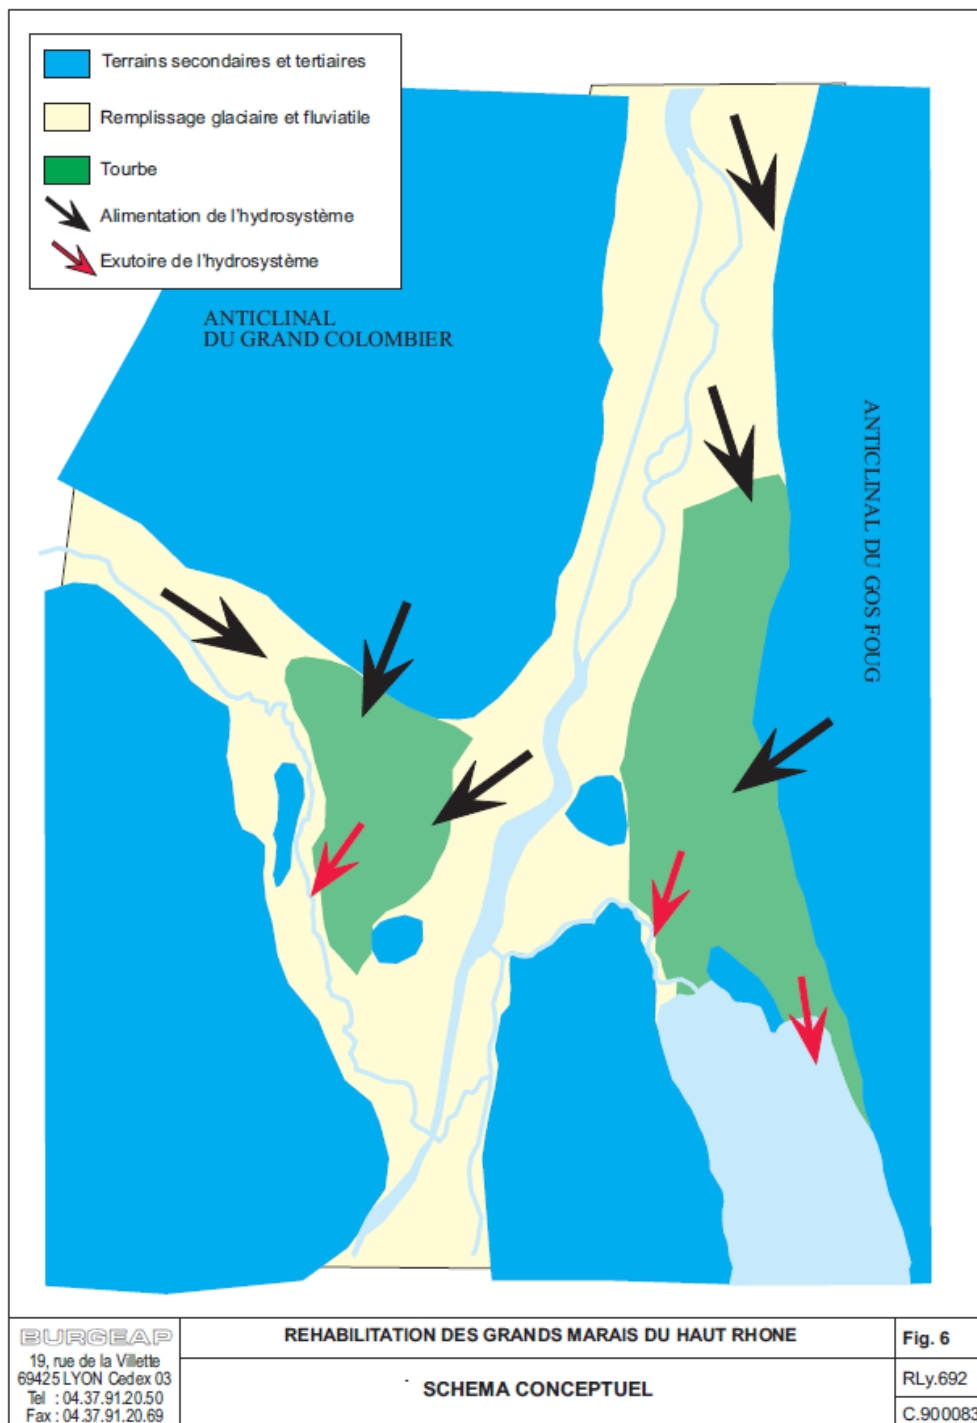 Terrains secondaires et tertiaires
Remplissage glaciaire et fluviatile
Tourbe
Alimentation de l'hydrosystème
Exutoire de l'hydrosystème
ANTICLINAL
DU GRAND COLOMBIER
ANTICLINAL DU GOS FOUG
BURGEAP
19, rue de la Villette
69425 LYON Cedex 03
Tel : 04.37.91.20.50
Fax : 04.37.91.20.69
REHABILITATION DES GRANDS MARAIS DU HAUT RHONE
- SCHEMA CONCEPTUEL
Fig. 6
RLy.692
C.900083